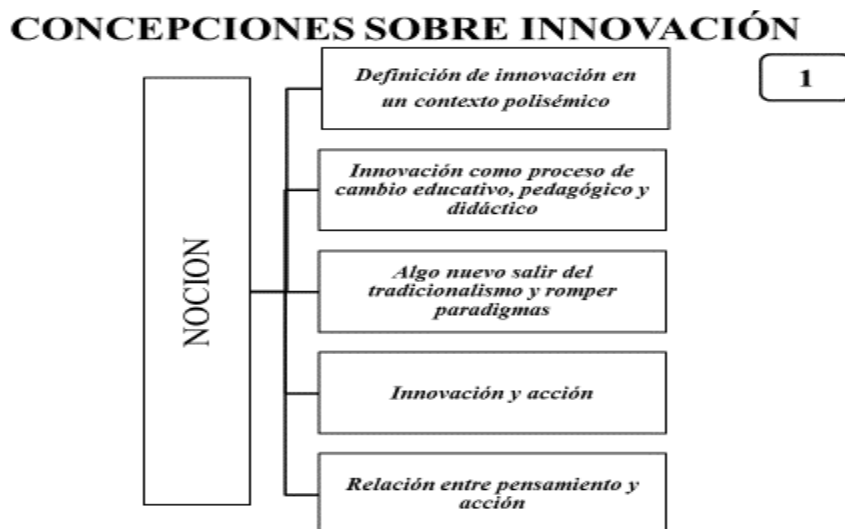 CONCEPCIONES SOBRE INNOVACIÓN
1
NOCION
Definición de innovación en
un contexto polisémico
Innovación como proceso de
cambio educativo, pedagógico y
didáctico
Algo nuevo salir del
tradicionalismo y romper
paradigmas
Innovación y acción
Relación entre pensamiento y
acción